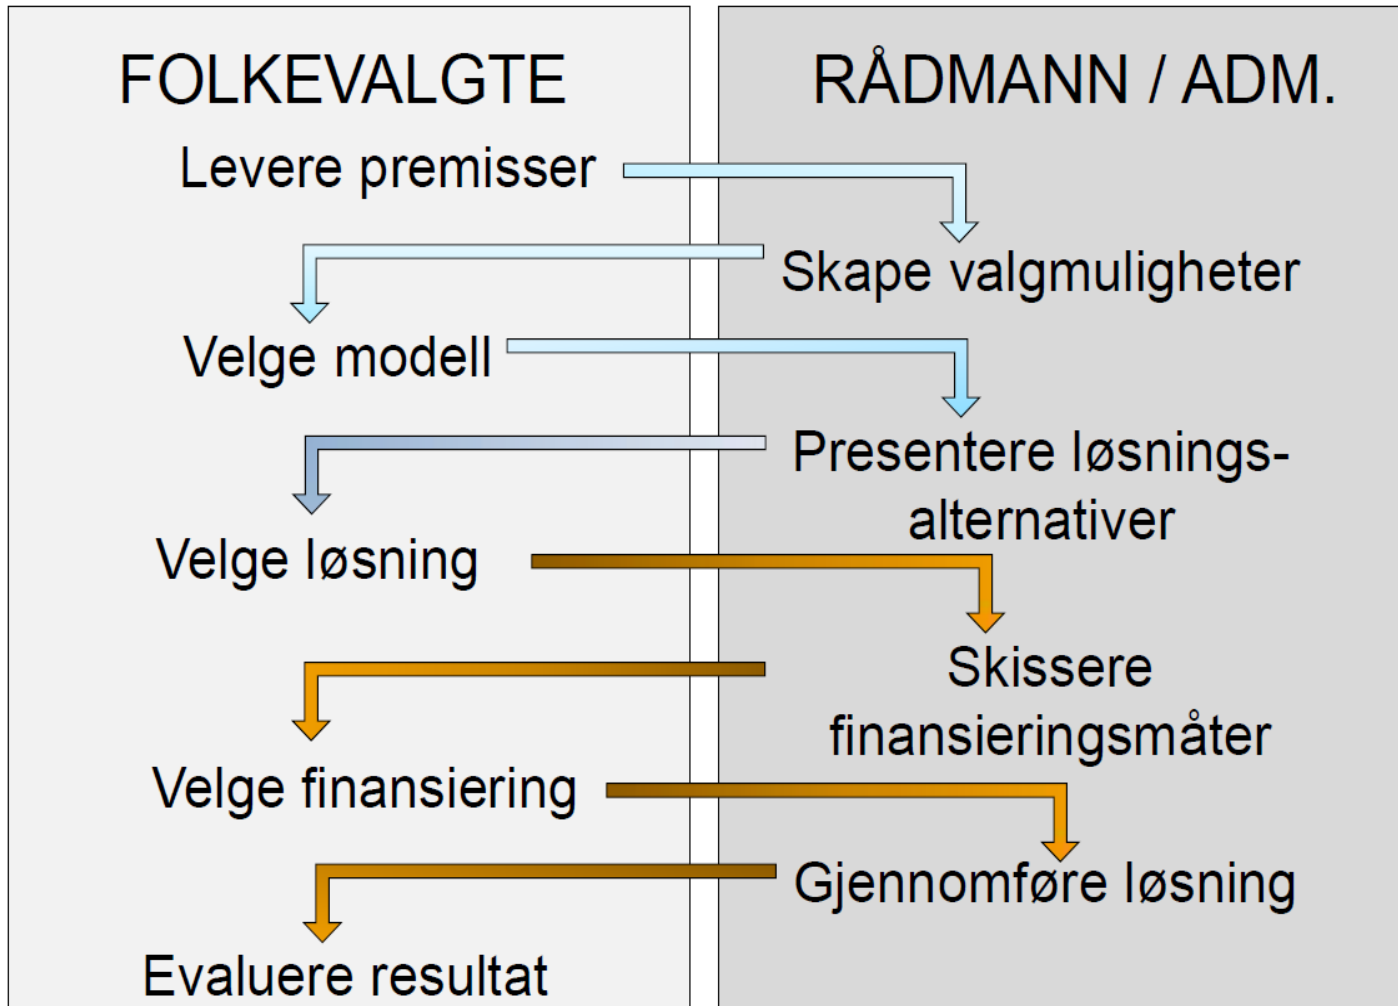 FOLKEVALGTE
RÅDMANN / ADM.
Levere premisser
Skape valgmuligheter
Velge modell
Presentere løsnings-
alternativer
Velge løsning
Skissere
finansieringsmåter
Velge finansiering
Gjennomføre løsning
Evaluere resultat